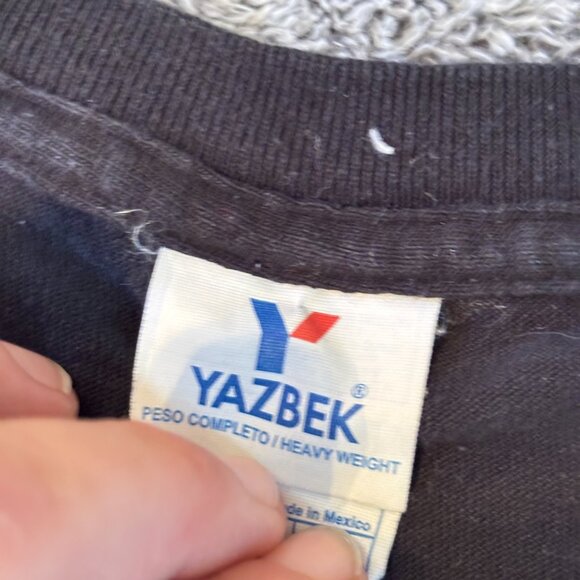 YAZBEK®
PESO COMPLETO / HEAVY WEIGHT
in Mexico